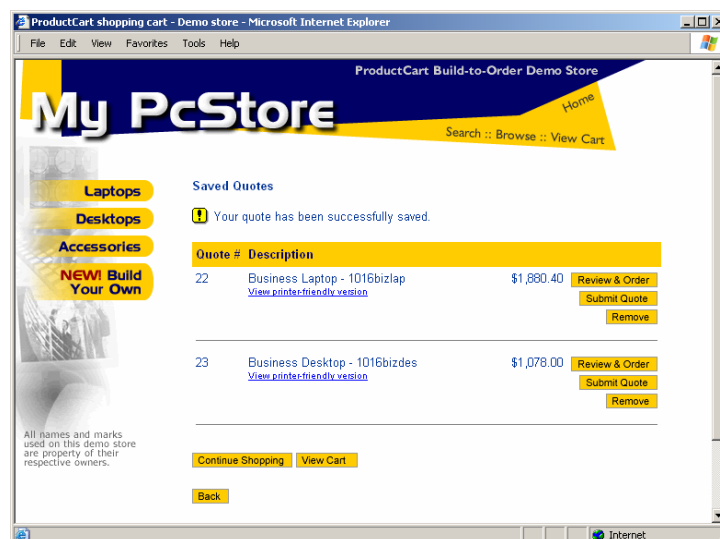 ProductCart shopping cart - Demo store - Microsoft Internet Explorer
File Edit View Favorites Tools Help
ProductCart Build-to-Order Demo Store
My PcStore
Home
Search :: Browse :: View Cart
Laptops
Desktops
Accessories
NEW! Build
Your Own
Saved Quotes
! Your quote has been successfully saved.
Quote # Description
22 Business Laptop - 1016bizlap $1,880.40 Review & Order
View printer-friendly version
Submit Quote
Remove
23 Business Desktop - 1016bizdes $1,078.00 Review & Order
View printer-friendly version
Submit Quote
Remove
All names and marks
used on this demo store
are property of their
respective owners.
Continue Shopping View Cart
Back
Internet